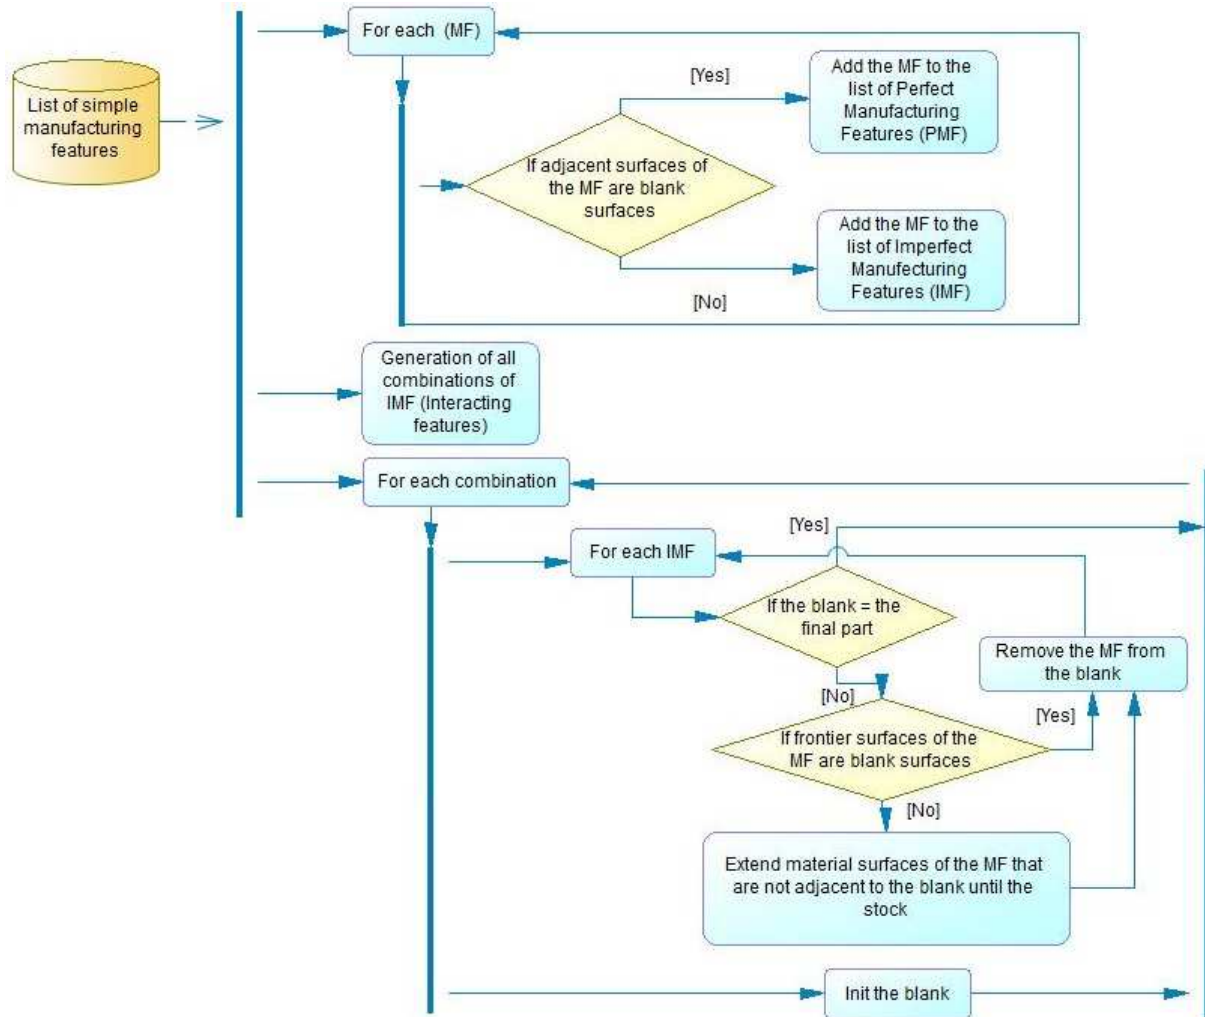 For each (MF)
List of simple
manufacturing
features
[Yes]
Add the MF to the
list of Perfect
Manufacturing
Features (PMF)
If adjacent surfaces of
the MF are blank
surfaces
Add the MF to the
list of Imperfect
Manufecturing
Features (IMF)
[No]
Generation of all
combinations of
IMF (Interacting
features)
For each combination
[Yes]
For each IMF
If the blank = the
final part
Remove the MF from
the blank
[No]
[Yes]
If frontier surfaces of the
MF are blank surfaces
[No]
Extend material surfaces of the MF that
are not adjacent to the blank until the
stock
Init the blank